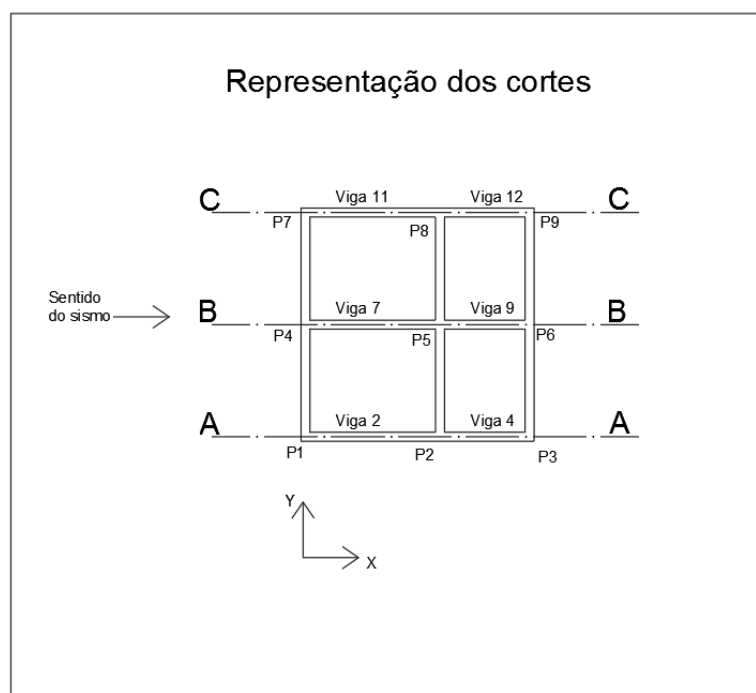 Representação dos cortes
Viga 11 Viga 12
C C
P7 P8 P9
Sentido
do sismo
Viga 7 Viga 9
B B
P4 P5 P6
Viga 2 Viga 4
A A
P1 P2 P3
Y
X